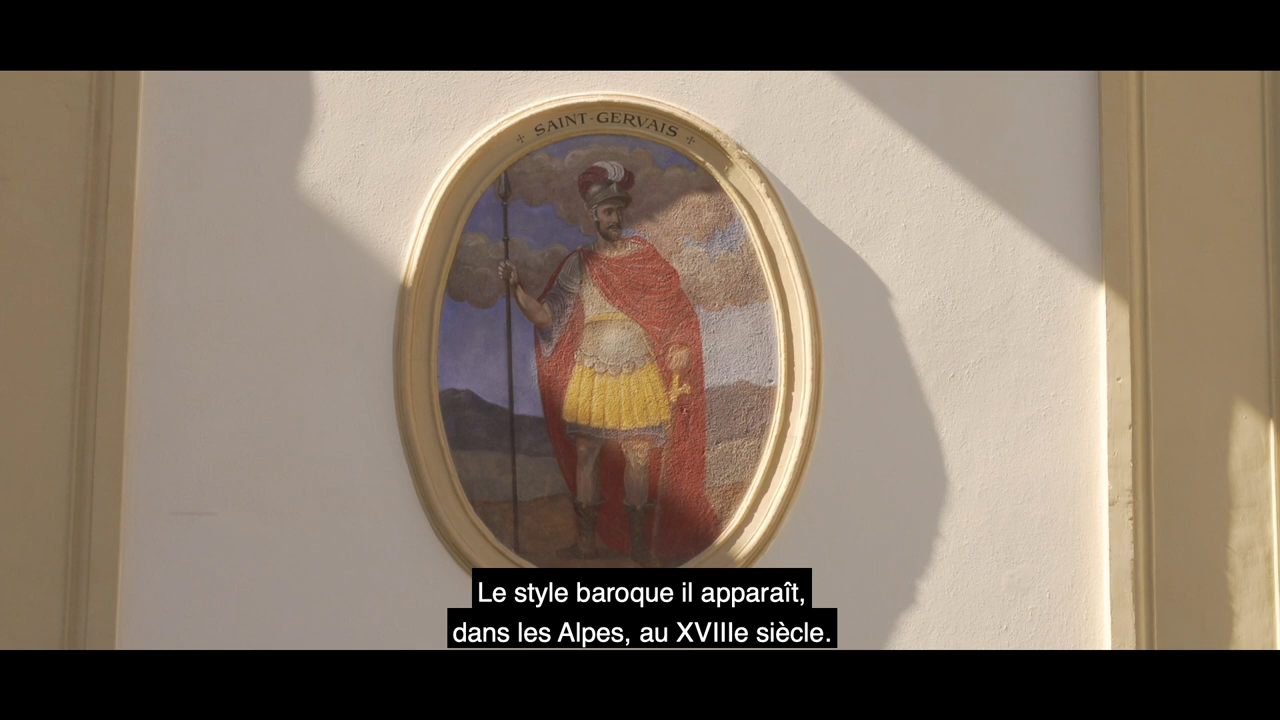 + SAINT-GERVAIS +
Le style baroque il apparaît,
dans les Alpes, au XVIIIe siècle.